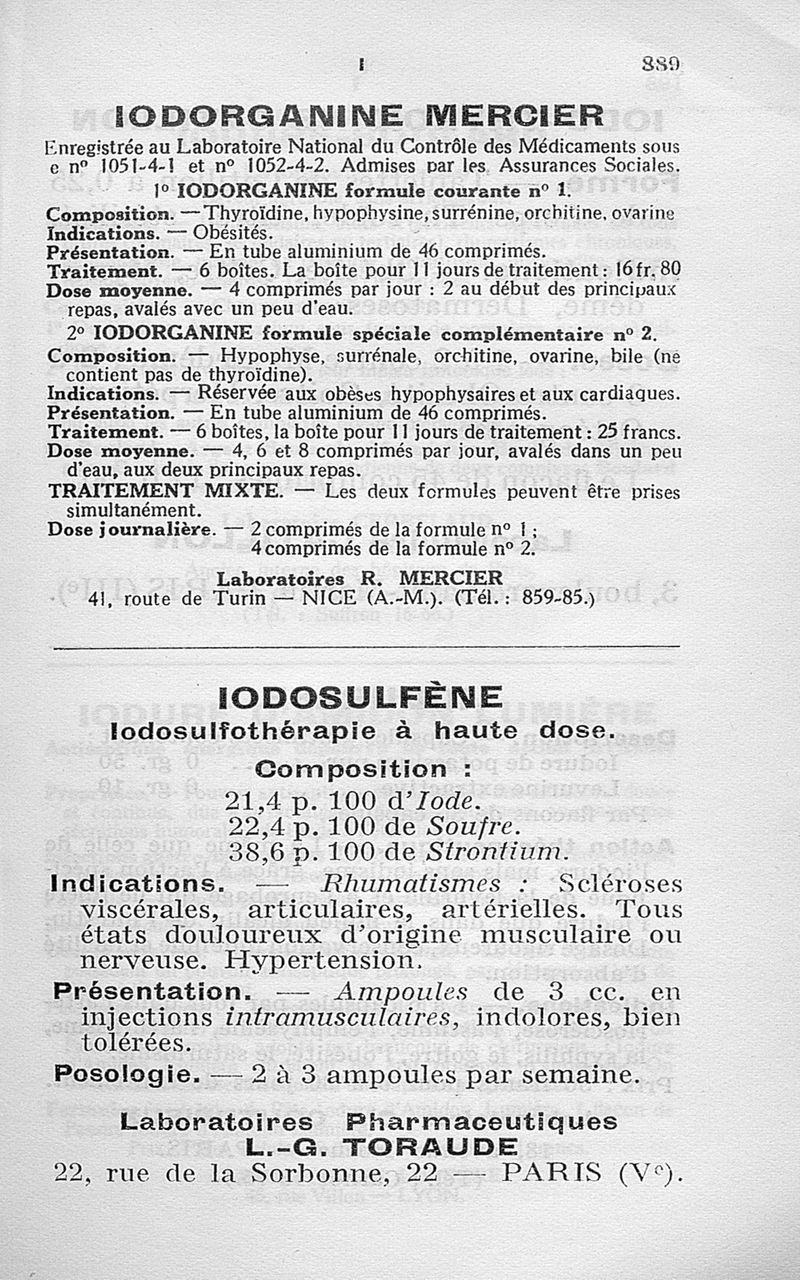 I 889
IODORGANINE MERCIER
Enregistrée au Laboratoire National du Contrôle des Médicaments sous
e nº 1051-4-1 et nº 1052-4-2. Admises par les Assurances Sociales.
1º IODORGANINE formule courante nº 1.
Composition. — Thyroïdine, hypophysine, surrénine, orchitine, ovarine
Indications. — Obésités.
Présentation. — En tube aluminium de 46 comprimés.
Traitement. — 6 boîtes. La boîte pour 11 jours de traitement : 16 fr. 80
Dose moyenne. — 4 comprimés par jour : 2 au début des principaux
repas, avalés avec un peu d'eau.
2º IODORGANINE formule spéciale complémentaire nº 2.
Composition. — Hypophyse, surrénale, orchitine, ovarine, bile (ne
contient pas de thyroïdine).
Indications. — Réservée aux obèses hypophysaires et aux cardiaques.
Présentation. — En tube aluminium de 46 comprimés.
Traitement. — 6 boîtes, la boîte pour 11 jours de traitement : 25 francs.
Dose moyenne. — 4, 6 et 8 comprimés par jour, avalés dans un peu
d'eau, aux deux principaux repas.
TRAITEMENT MIXTE. — Les deux formules peuvent être prises
simultanément.
Dose journalière. — 2 comprimés de la formule nº 1 ;
4 comprimés de la formule nº 2.
Laboratoires R. MERCIER
41, route de Turin — NICE (A.-M.). (Tél. : 859-85.)
IODOSULFÈNE
Iodosulfothérapie à haute dose.
Composition :
21,4 p. 100 d'Iode.
22,4 p. 100 de Soufre.
38,6 p. 100 de Strontium.
Indications. — Rhumatismes : Scléroses
viscérales, articulaires, artérielles. Tous
états douloureux d'origine musculaire ou
nerveuse. Hypertension.
Présentation. — Ampoules de 3 cc. en
injections intramusculaires, indolores, bien
tolérées.
Posologie. — 2 à 3 ampoules par semaine.
Laboratoires Pharmaceutiques
L.-G. TORAUDE
22, rue de la Sorbonne, 22 — PARIS (Vᵉ).